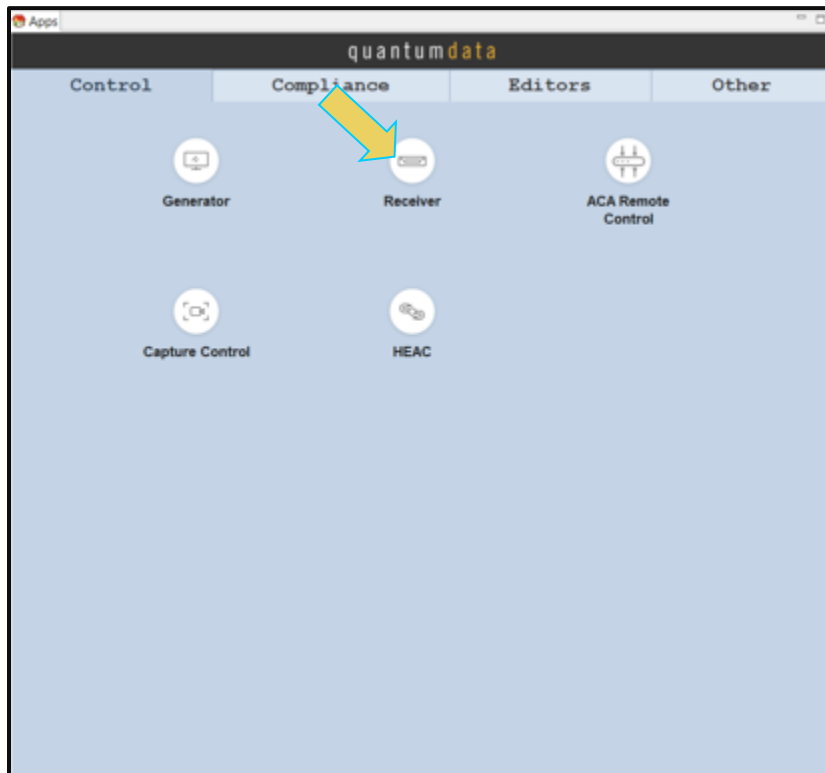 Apps
quantumdata
Control Compliance Editors Other
Generator Receiver ACA Remote
Control
Capture Control HEAC